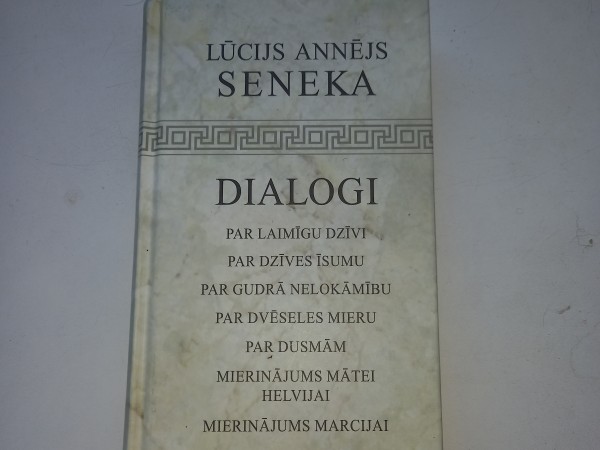 LŪCIJS ANNĒJS
SENEKA
DIALOGI
PAR LAIMĪGU DZĪVI
PAR DZĪVES ĪSUMU
PAR GUDRĀ NELOKĀMĪBU
PAR DVĒSELES MIERU
PAR DUSMĀM
MIERINĀJUMS MĀTEI
HELVIJAI
MIERINĀJUMS MARCIJAI